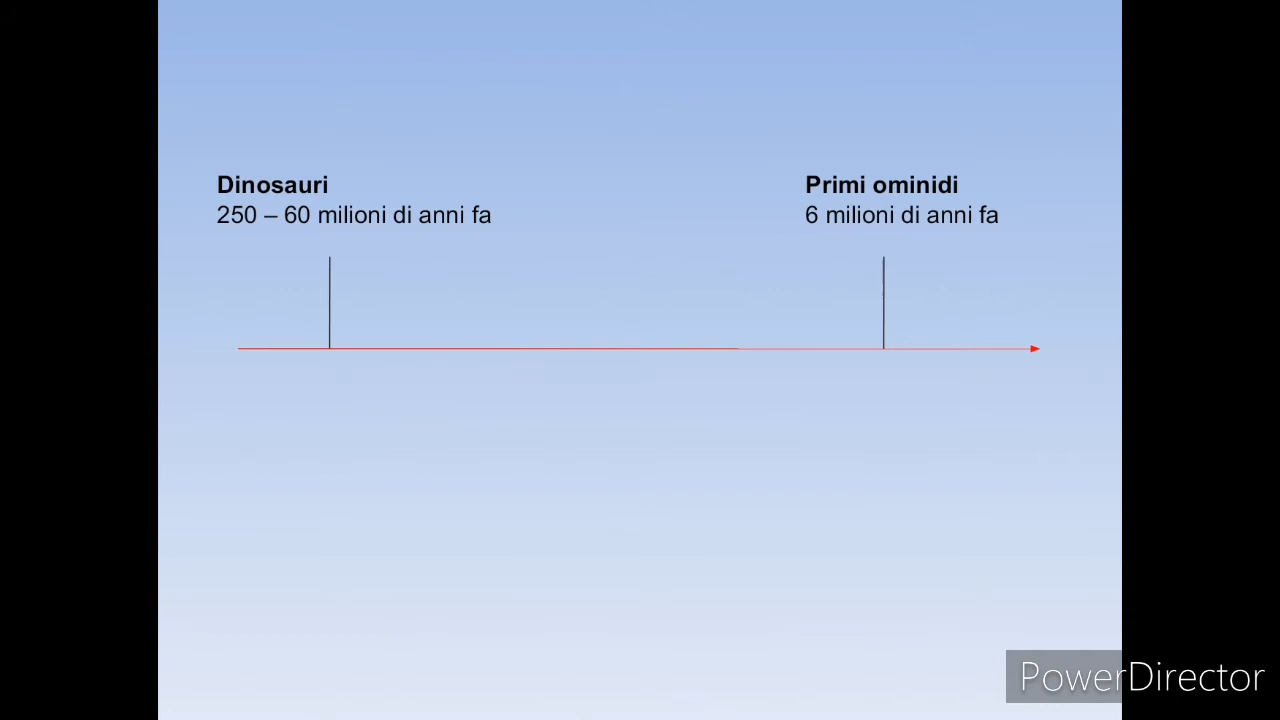 Dinosauri
250 – 60 milioni di anni fa
Primi ominidi
6 milioni di anni fa
PowerDirector